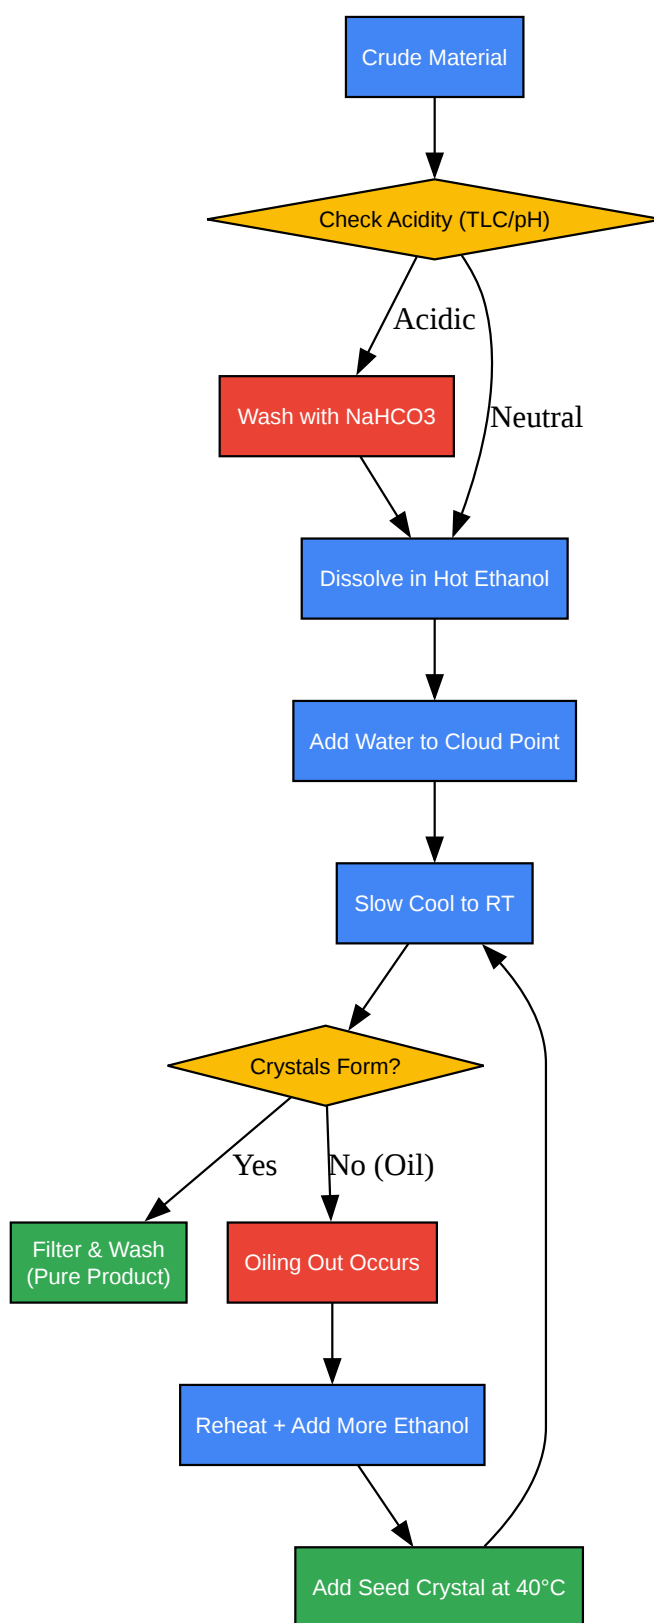 Crude Material
Check Acidity (TLC/pH)
Acidic
Wash with NaHCO3
Neutral
Dissolve in Hot Ethanol
Add Water to Cloud Point
Slow Cool to RT
Crystals Form?
Yes
No (Oil)
Filter & Wash
(Pure Product)
Oiling Out Occurs
Reheat + Add More Ethanol
Add Seed Crystal at 40°C